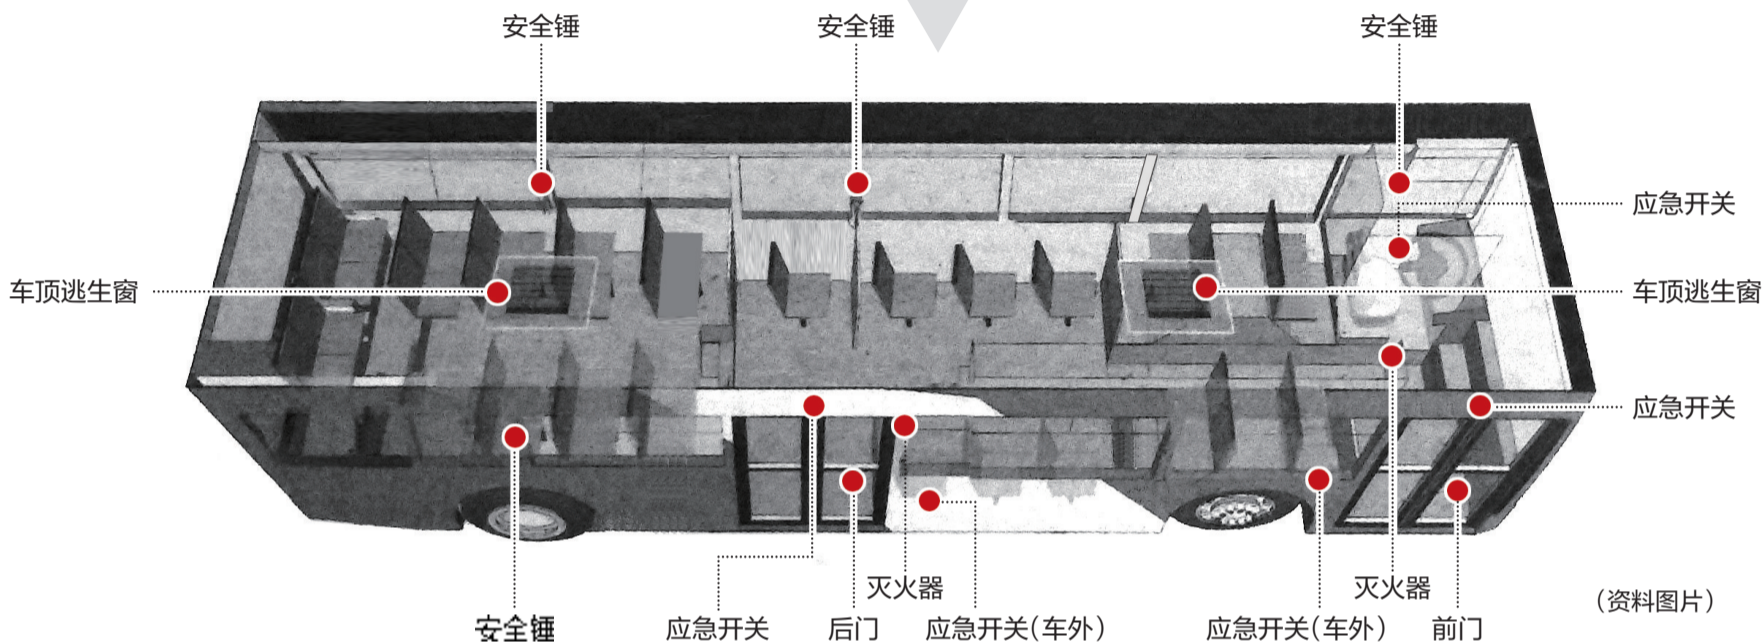 安全锤
安全锤
安全锤
应急开关
车顶逃生窗
车顶逃生窗
应急开关
灭火器
灭火器
(资料图片)
安全锤
应急开关
后门
应急开关(车外)
应急开关(车外)
前门